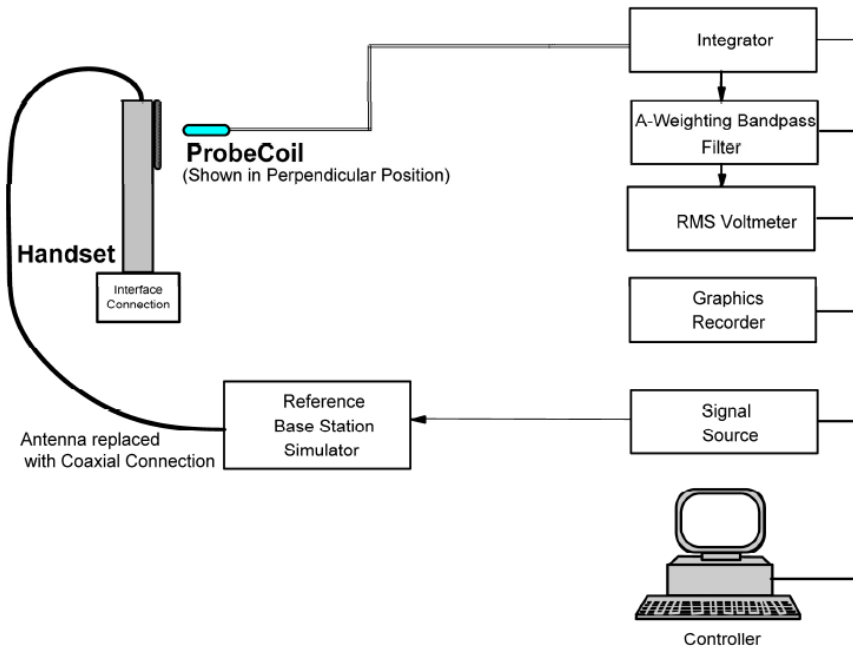 Integrator
A-Weighting Bandpass
Filter
ProbeCoil
(Shown in Perpendicular Position)
RMS Voltmeter
Handset
Interface
Connection
Graphics
Recorder
Reference
Base Station
Simulator
Signal
Source
Antenna replaced
with Coaxial Connection
Controller